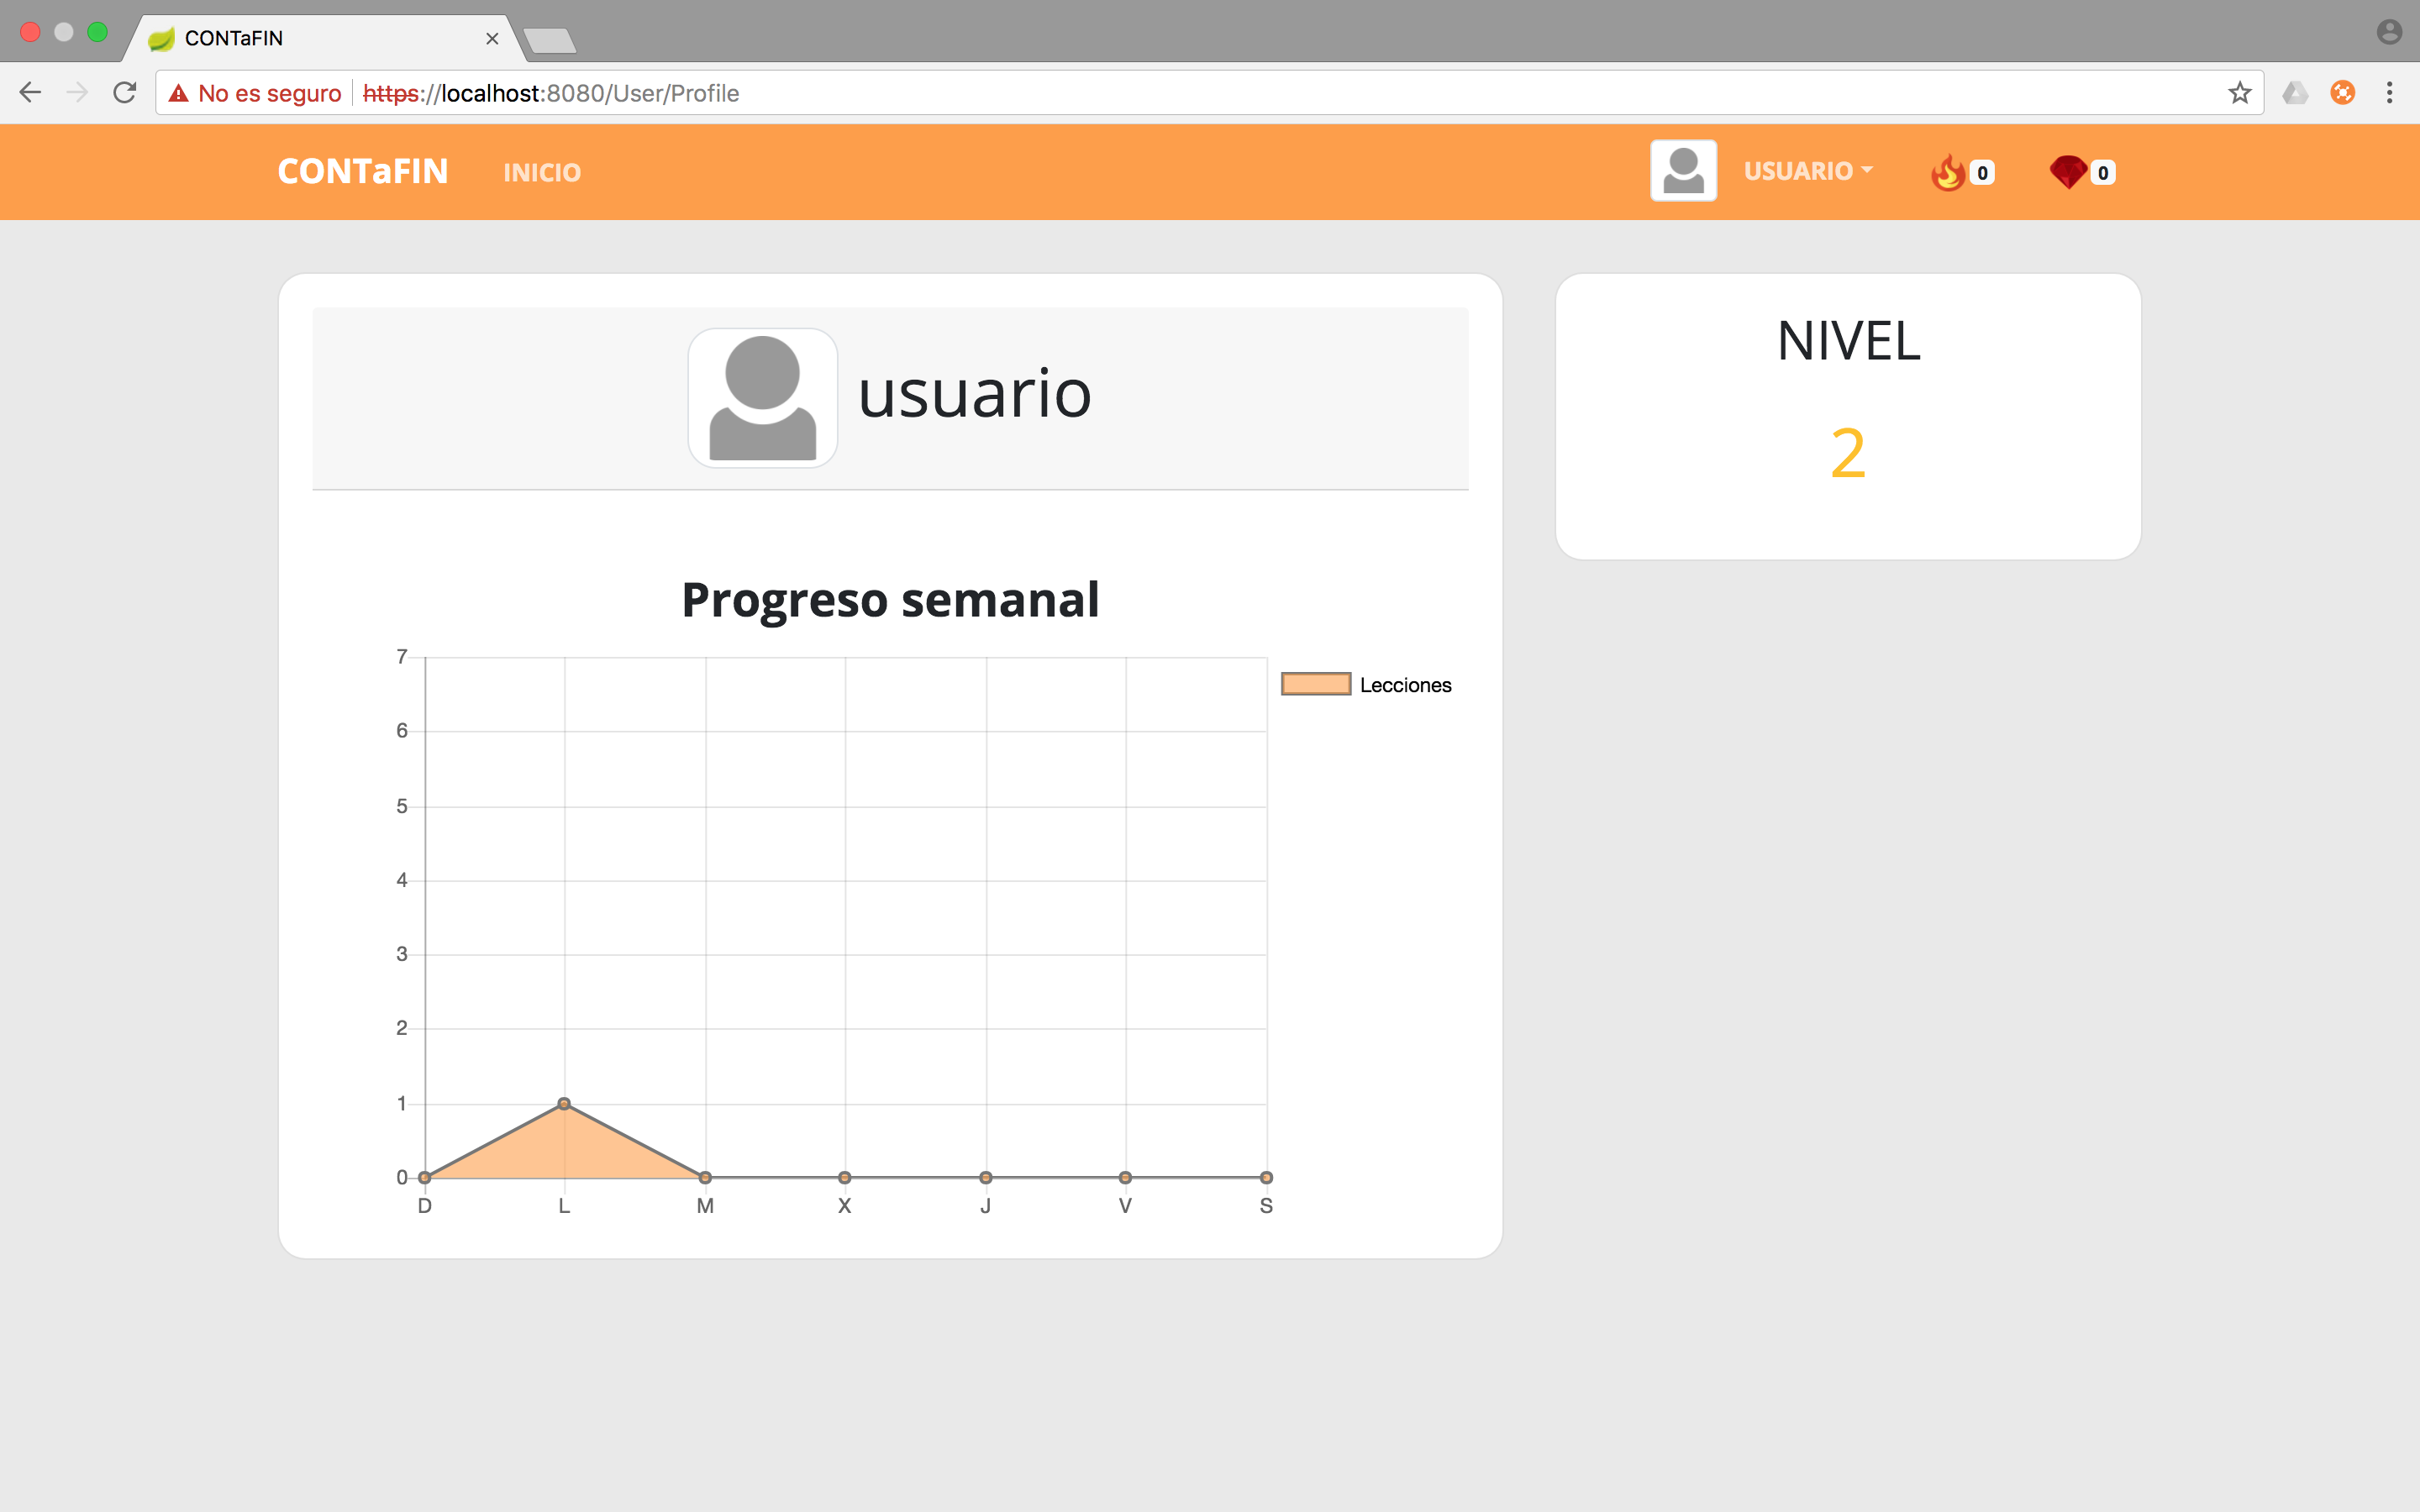 CONTaFIN
No es seguro https://localhost:8080/User/Profile
CONTaFIN INICIO USUARIO 0 0
usuario
NIVEL
2
Progreso semanal
Lecciones
7
6
5
4
3
2
1
0
D L M X J V S